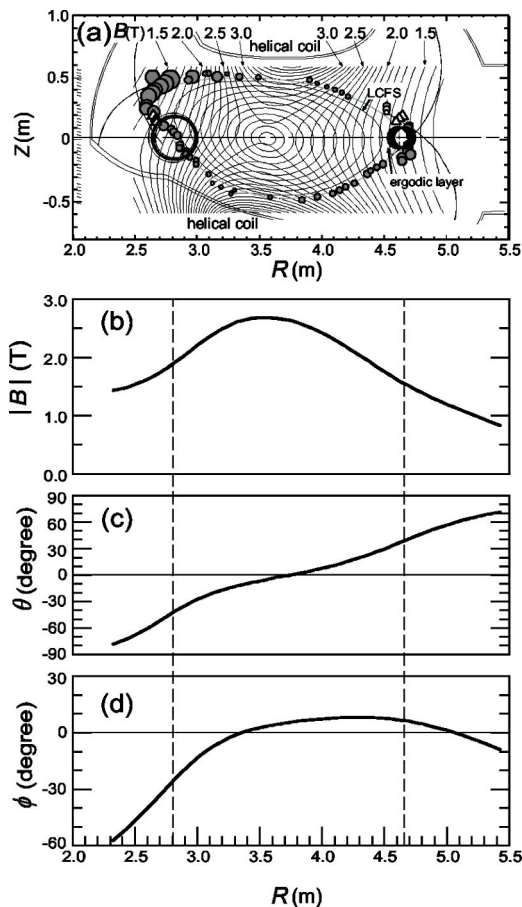 (a) B(T) 1.5 2.0 2.5 3.0 3.0 2.5 2.0 1.5
helical coil
1.0
0.5
0
-0.5
Z(m)
LCFS
ergodic layer
helical coil
2.0 2.5 3.0 3.5 4.0 4.5 5.0 5.5
R(m)
(b)
3.0
2.0
1.0
0.0
|B| (T)
(c)
90
60
30
0
-30
-60
-90
θ (degree)
(d)
30
0
-30
-60
ϕ (degree)
2.0 2.5 3.0 3.5 4.0 4.5 5.0 5.5
R(m)